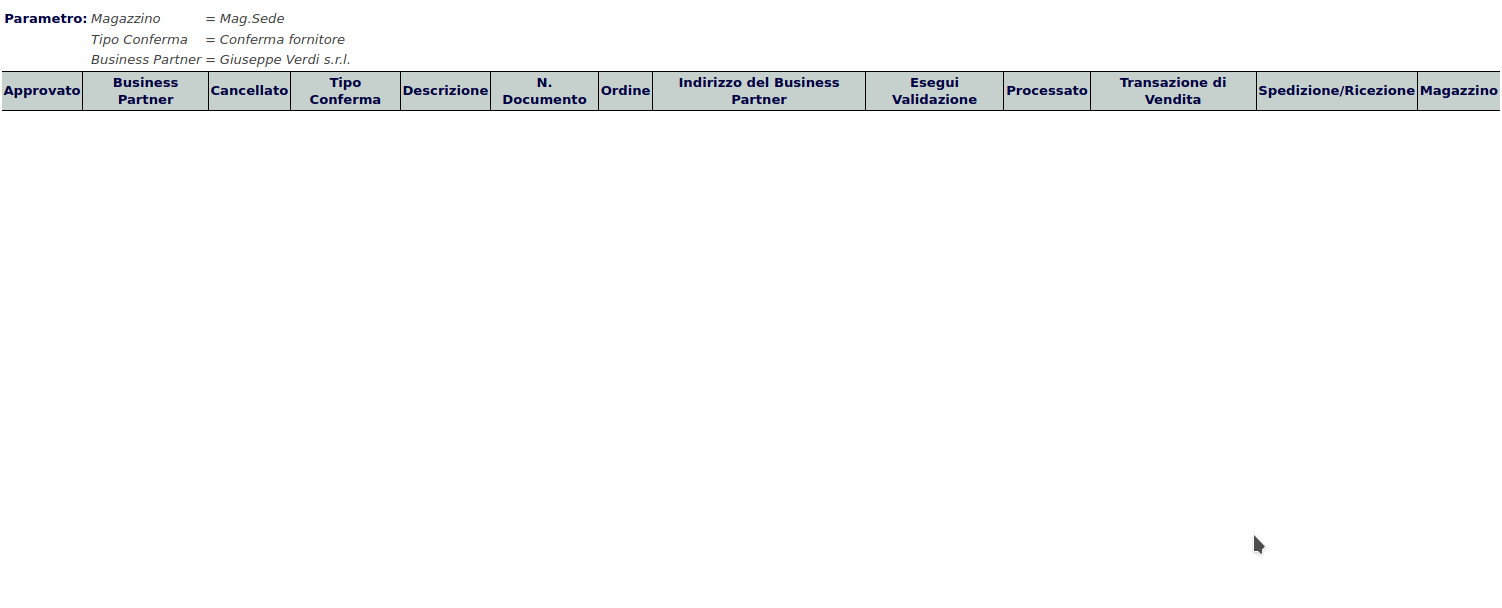 Parametro: Magazzino = Mag.Sede
Tipo Conferma = Conferma fornitore
Business Partner = Giuseppe Verdi s.r.l.
Approvato Business Partner Cancellato Tipo Conferma Descrizione N. Documento Ordine Indirizzo del Business Partner Esegui Validazione Processato Transazione di Vendita Spedizione/Ricezione Magazzino